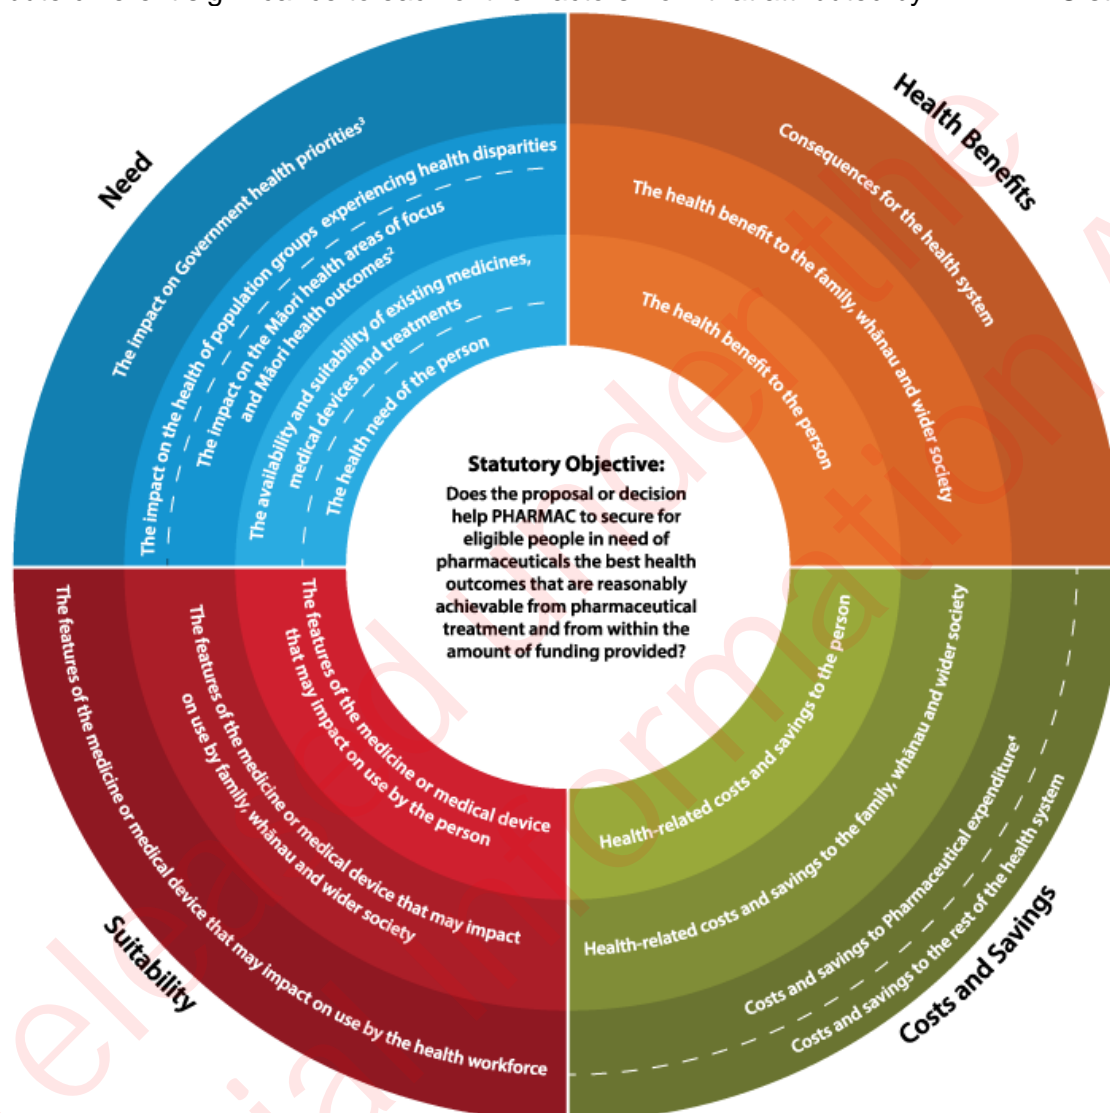 Need
The impact on Government health priorities³
The impact on the health of population groups experiencing health disparities
The impact on the Māori health areas of focus
and Māori health outcomes²
The availability and suitability of existing medicines,
medical devices and treatments
The health need of the person
Health Benefits
Consequences for the health system
The health benefit to the family, whānau and wider society
The health benefit to the person
Statutory Objective:
Does the proposal or decision
help PHARMAC to secure for
eligible people in need of
pharmaceuticals the best health
outcomes that are reasonably
achievable from pharmaceutical
treatment and from within the
amount of funding provided?
Suitability
The features of the medicine or medical device
that may impact on use by the person
The features of the medicine or medical device that may impact
on use by family, whānau and wider society
The features of the medicine or medical device that may impact on use by the health workforce
Costs and Savings
Health-related costs and savings to the person
Health-related costs and savings to the family, whānau and wider society
Costs and savings to Pharmaceutical expenditure⁴
Costs and savings to the rest of the health system
under the